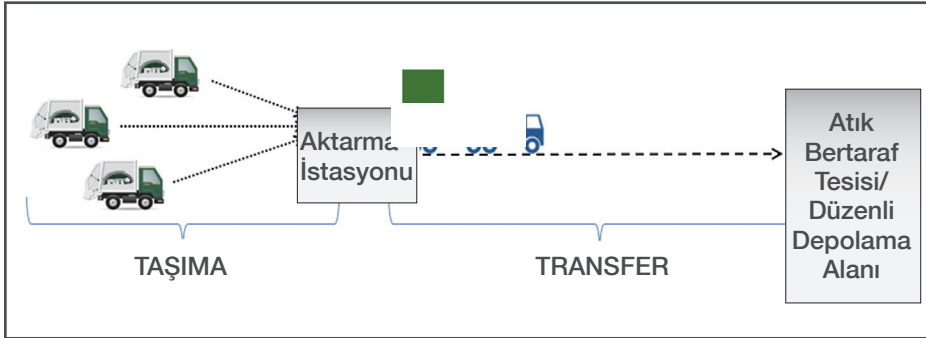 Aktarma
İstasyonu
Atık
Bertaraf
Tesisi/
Düzenli
Depolama
Alanı
TAŞIMA
TRANSFER